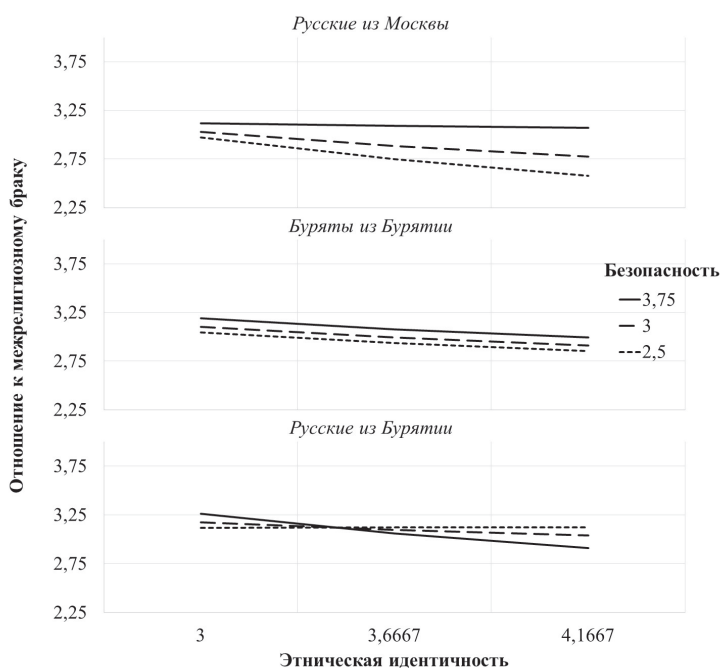 Русские из Москвы
3,75
3,25
2,75
2,25
Буряты из Бурятии
3,75
3,25
2,75
2,25
Русские из Бурятии
3,75
3,25
2,75
2,25
3 3,6667 4,1667
Этническая идентичность
Отношение к межрелигиозному браку
Безопасность
3,75
3
2,5